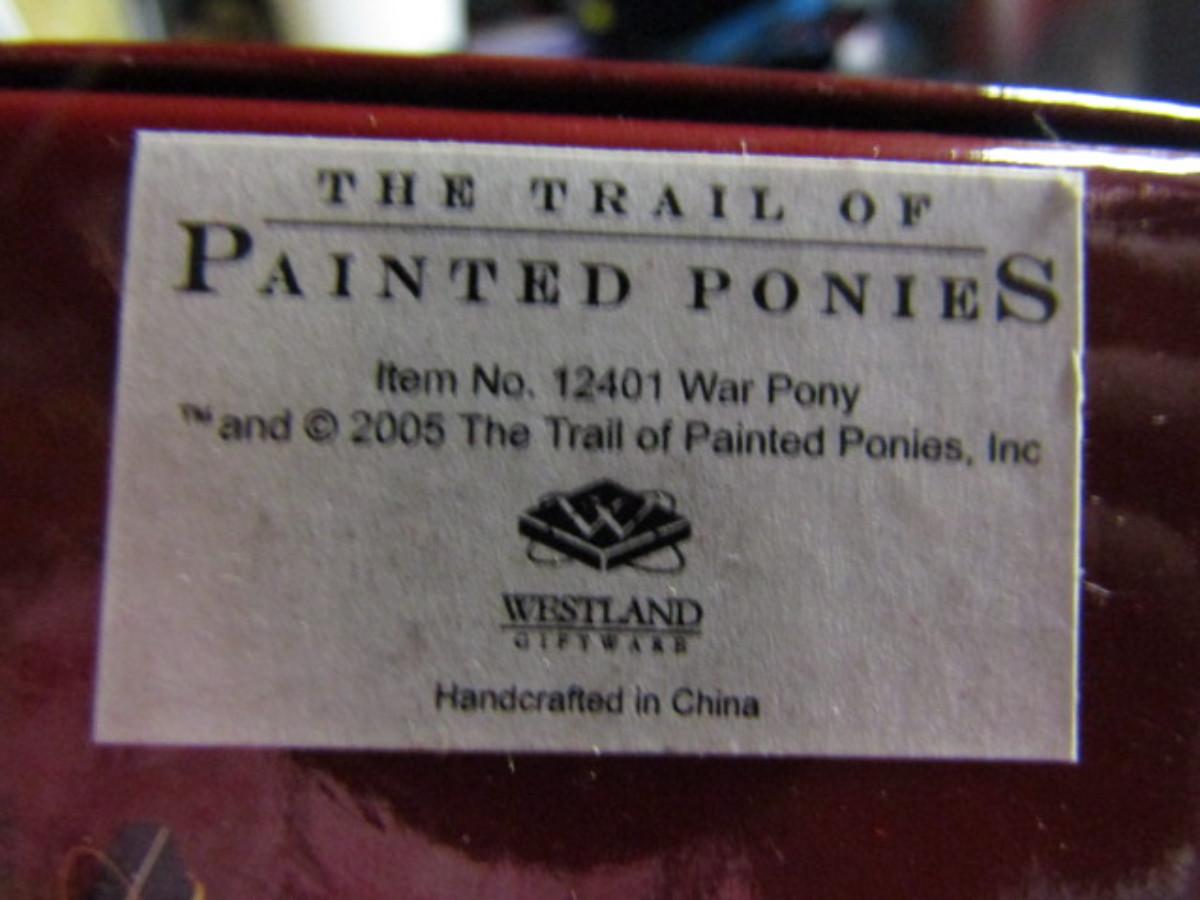 THE TRAIL OF
PAINTED PONIES
Item No. 12401 War Pony
™ and © 2005 The Trail of Painted Ponies, Inc
W
WESTLAND
GIFTWARE
Handcrafted in China